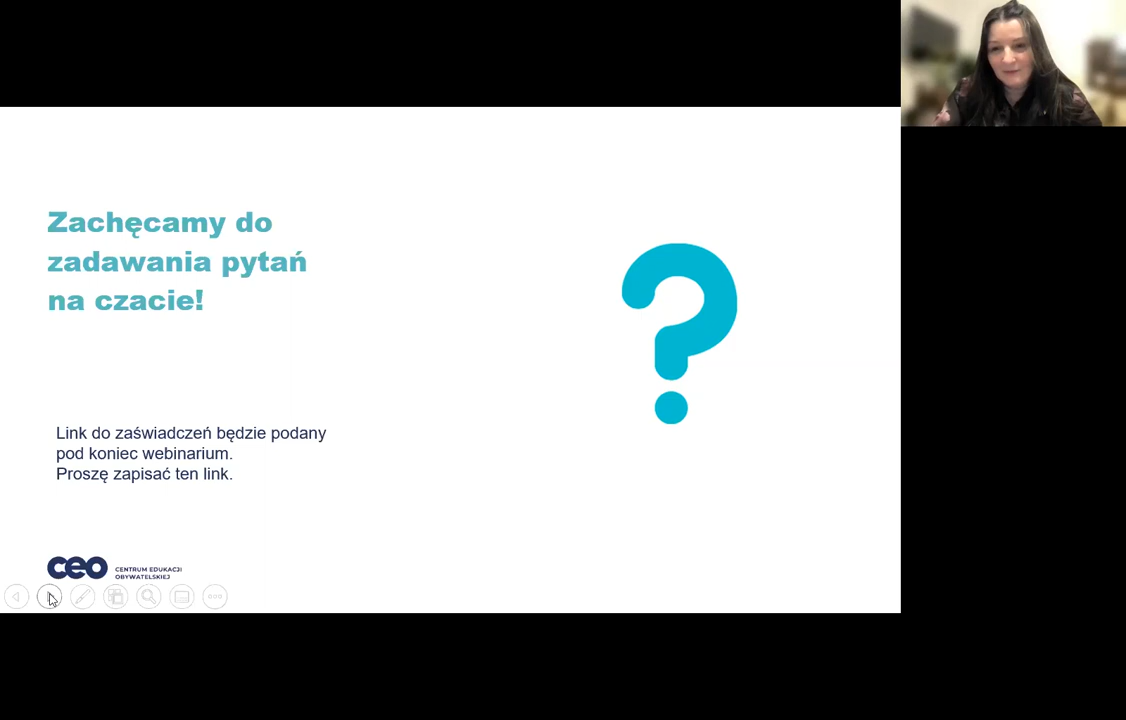 Zachęcamy do
zadawania pytań
na czacie!
?
Link do zaświadczeń będzie podany
pod koniec webinarium.
Proszę zapisać ten link.
ceo
CENTRUM EDUKACJI
OBYWATELSKIEJ